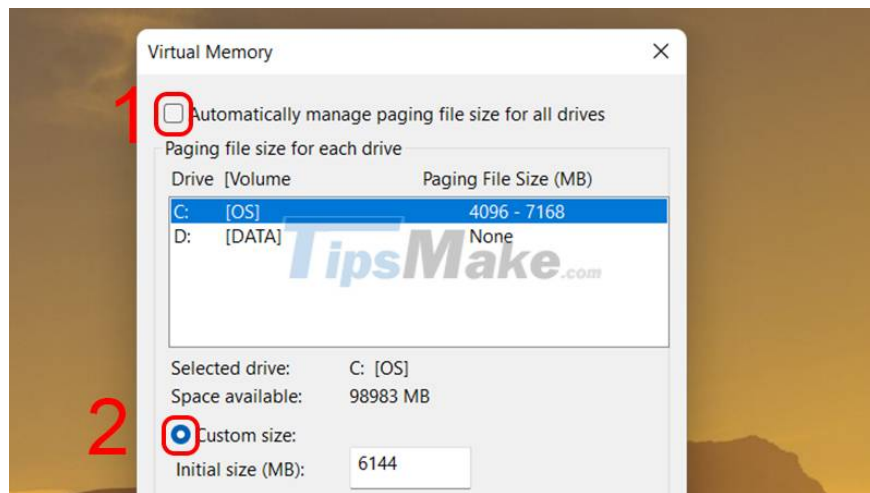 Virtual Memory
1
Automatically manage paging file size for all drives
Paging file size for each drive
Drive [Volume Paging File Size (MB)
C: [OS] 4096 - 7168
D: [DATA] None
TipsMake.com
Selected drive: C: [OS]
Space available: 98983 MB
2
Custom size:
Initial size (MB): 6144